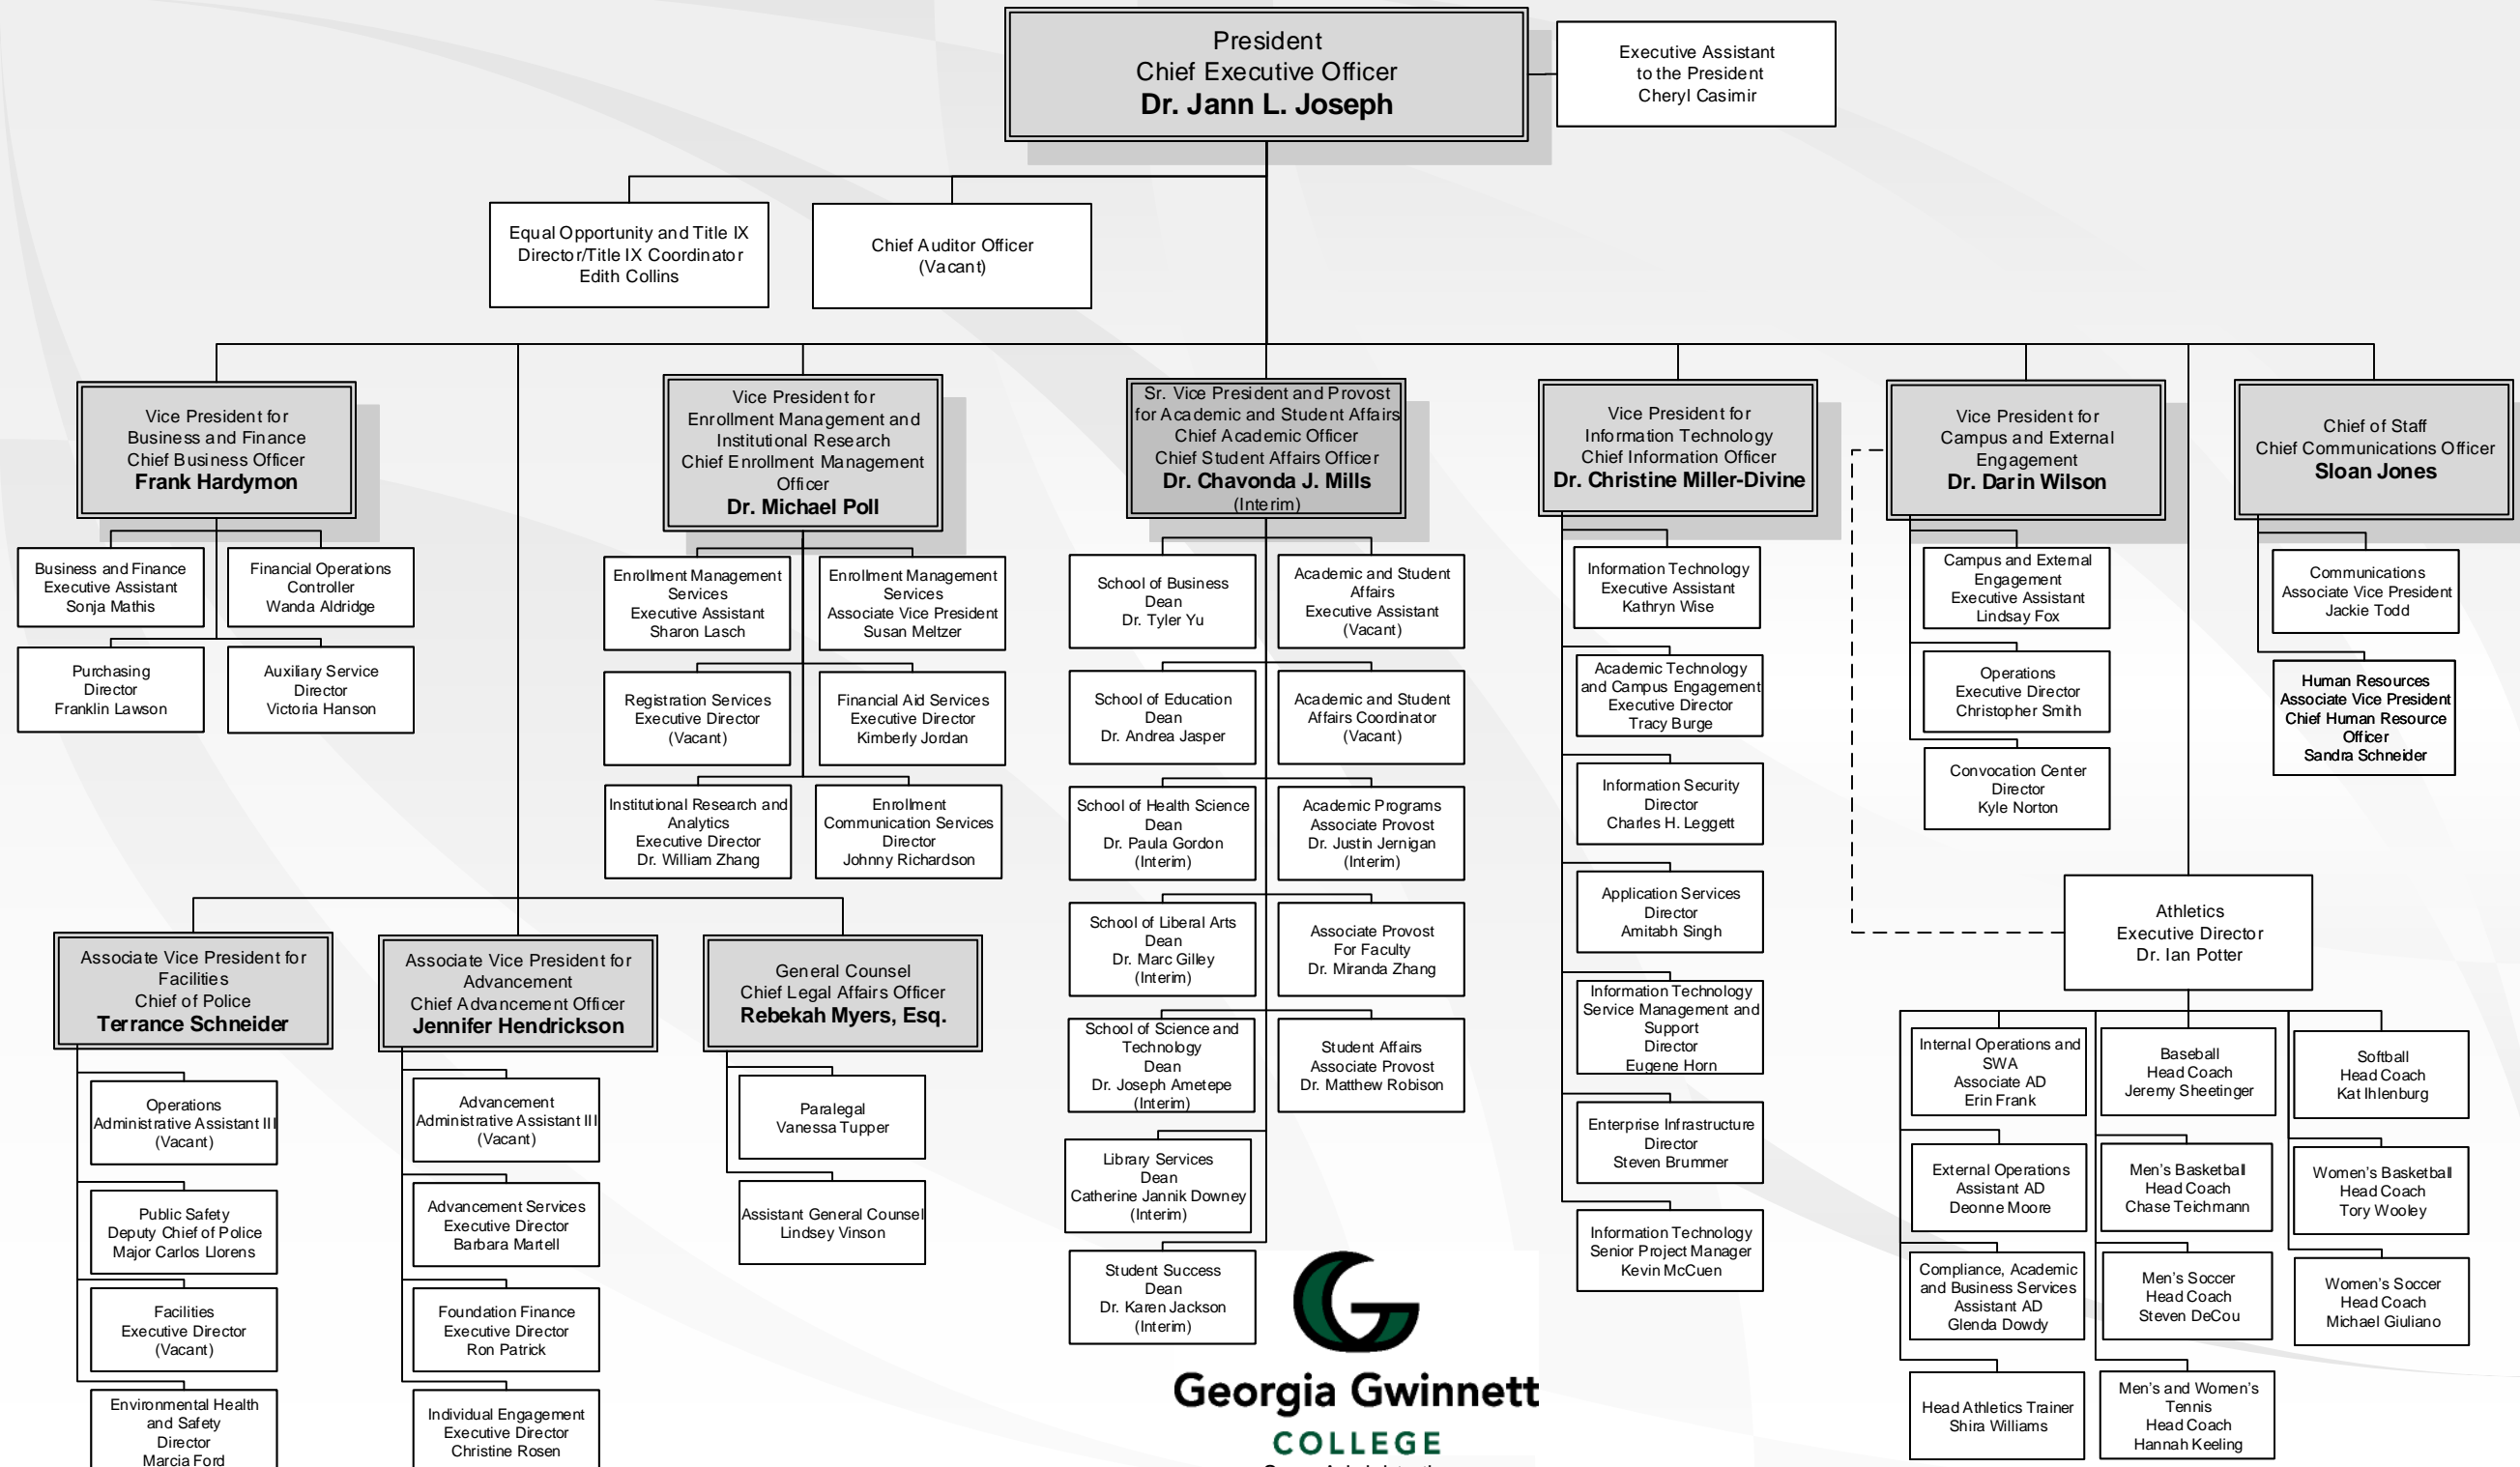 President
Chief Executive Officer
Dr. Jann L. Joseph
Executive Assistant
to the President
Cheryl Casimir
Equal Opportunity and Title IX
Director/Title IX Coordinator
Edith Collins
Chief Auditor Officer
(Vacant)
Vice President for
Business and Finance
Chief Business Officer
Frank Hardymon
Business and Finance
Executive Assistant
Sonja Mathis
Financial Operations
Controller
Wanda Aldridge
Purchasing
Director
Franklin Lawson
Auxiliary Service
Director
Victoria Hanson
Vice President for
Enrollment Management and
Institutional Research
Chief Enrollment Management
Officer
Dr. Michael Poll
Enrollment Management
Services
Executive Assistant
Sharon Lasch
Enrollment Management
Services
Associate Vice President
Susan Meltzer
Registration Services
Executive Director
(Vacant)
Financial Aid Services
Executive Director
Kimberly Jordan
Institutional Research and
Analytics
Executive Director
Dr. William Zhang
Enrollment
Communication Services
Director
Johnny Richardson
Sr. Vice President and Provost
for Academic and Student Affairs
Chief Academic Officer
Chief Student Affairs Officer
Dr. Chavonda J. Mills
(Interim)
School of Business
Dean
Dr. Tyler Yu
Academic and Student
Affairs
Executive Assistant
(Vacant)
School of Education
Dean
Dr. Andrea Jasper
Academic and Student
Affairs Coordinator
(Vacant)
School of Health Science
Dean
Dr. Paula Gordon
(Interim)
Academic Programs
Associate Provost
Dr. Justin Jernigan
(Interim)
School of Liberal Arts
Dean
Dr. Marc Gilley
(Interim)
Associate Provost
For Faculty
Dr. Miranda Zhang
School of Science and
Technology
Dean
Dr. Joseph Ametepe
(Interim)
Student Affairs
Associate Provost
Dr. Matthew Robison
Library Services
Dean
Catherine Jannik Downey
(Interim)
Student Success
Dean
Dr. Karen Jackson
(Interim)
Vice President for
Information Technology
Chief Information Officer
Dr. Christine Miller-Divine
Information Technology
Executive Assistant
Kathryn Wise
Academic Technology
and Campus Engagement
Executive Director
Tracy Burge
Information Security
Director
Charles H. Leggett
Application Services
Director
Amitabh Singh
Information Technology
Service Management and
Support
Director
Eugene Horn
Enterprise Infrastructure
Director
Steven Brummer
Information Technology
Senior Project Manager
Kevin McCuen
Vice President for
Campus and External
Engagement
Dr. Darin Wilson
Campus and External
Engagement
Executive Assistant
Lindsay Fox
Operations
Executive Director
Christopher Smith
Convocation Center
Director
Kyle Norton
Chief of Staff
Chief Communications Officer
Sloan Jones
Communications
Associate Vice President
Jackie Todd
Human Resources
Associate Vice President
Chief Human Resource
Officer
Sandra Schneider
Associate Vice President for
Facilities
Chief of Police
Terrance Schneider
Operations
Administrative Assistant III
(Vacant)
Public Safety
Deputy Chief of Police
Major Carlos Llorens
Facilities
Executive Director
(Vacant)
Environmental Health
and Safety
Director
Marcia Ford
Associate Vice President for
Advancement
Chief Advancement Officer
Jennifer Hendrickson
Advancement
Administrative Assistant III
(Vacant)
Advancement Services
Executive Director
Barbara Martell
Foundation Finance
Executive Director
Ron Patrick
Individual Engagement
Executive Director
Christine Rosen
General Counsel
Chief Legal Affairs Officer
Rebekah Myers, Esq.
Paralegal
Vanessa Tupper
Assistant General Counsel
Lindsey Vinson
Athletics
Executive Director
Dr. Ian Potter
Internal Operations and
SWA
Associate AD
Erin Frank
Baseball
Head Coach
Jeremy Sheetinger
Softball
Head Coach
Kat Ihlenburg
External Operations
Assistant AD
Deonne Moore
Men's Basketball
Head Coach
Chase Teichmann
Women's Basketball
Head Coach
Tory Wooley
Compliance, Academic
and Business Services
Assistant AD
Glenda Dowdy
Men's Soccer
Head Coach
Steven DeCou
Women's Soccer
Head Coach
Michael Giuliano
Head Athletics Trainer
Shira Williams
Men's and Women's
Tennis
Head Coach
Hannah Keeling
Georgia Gwinnett
COLLEGE